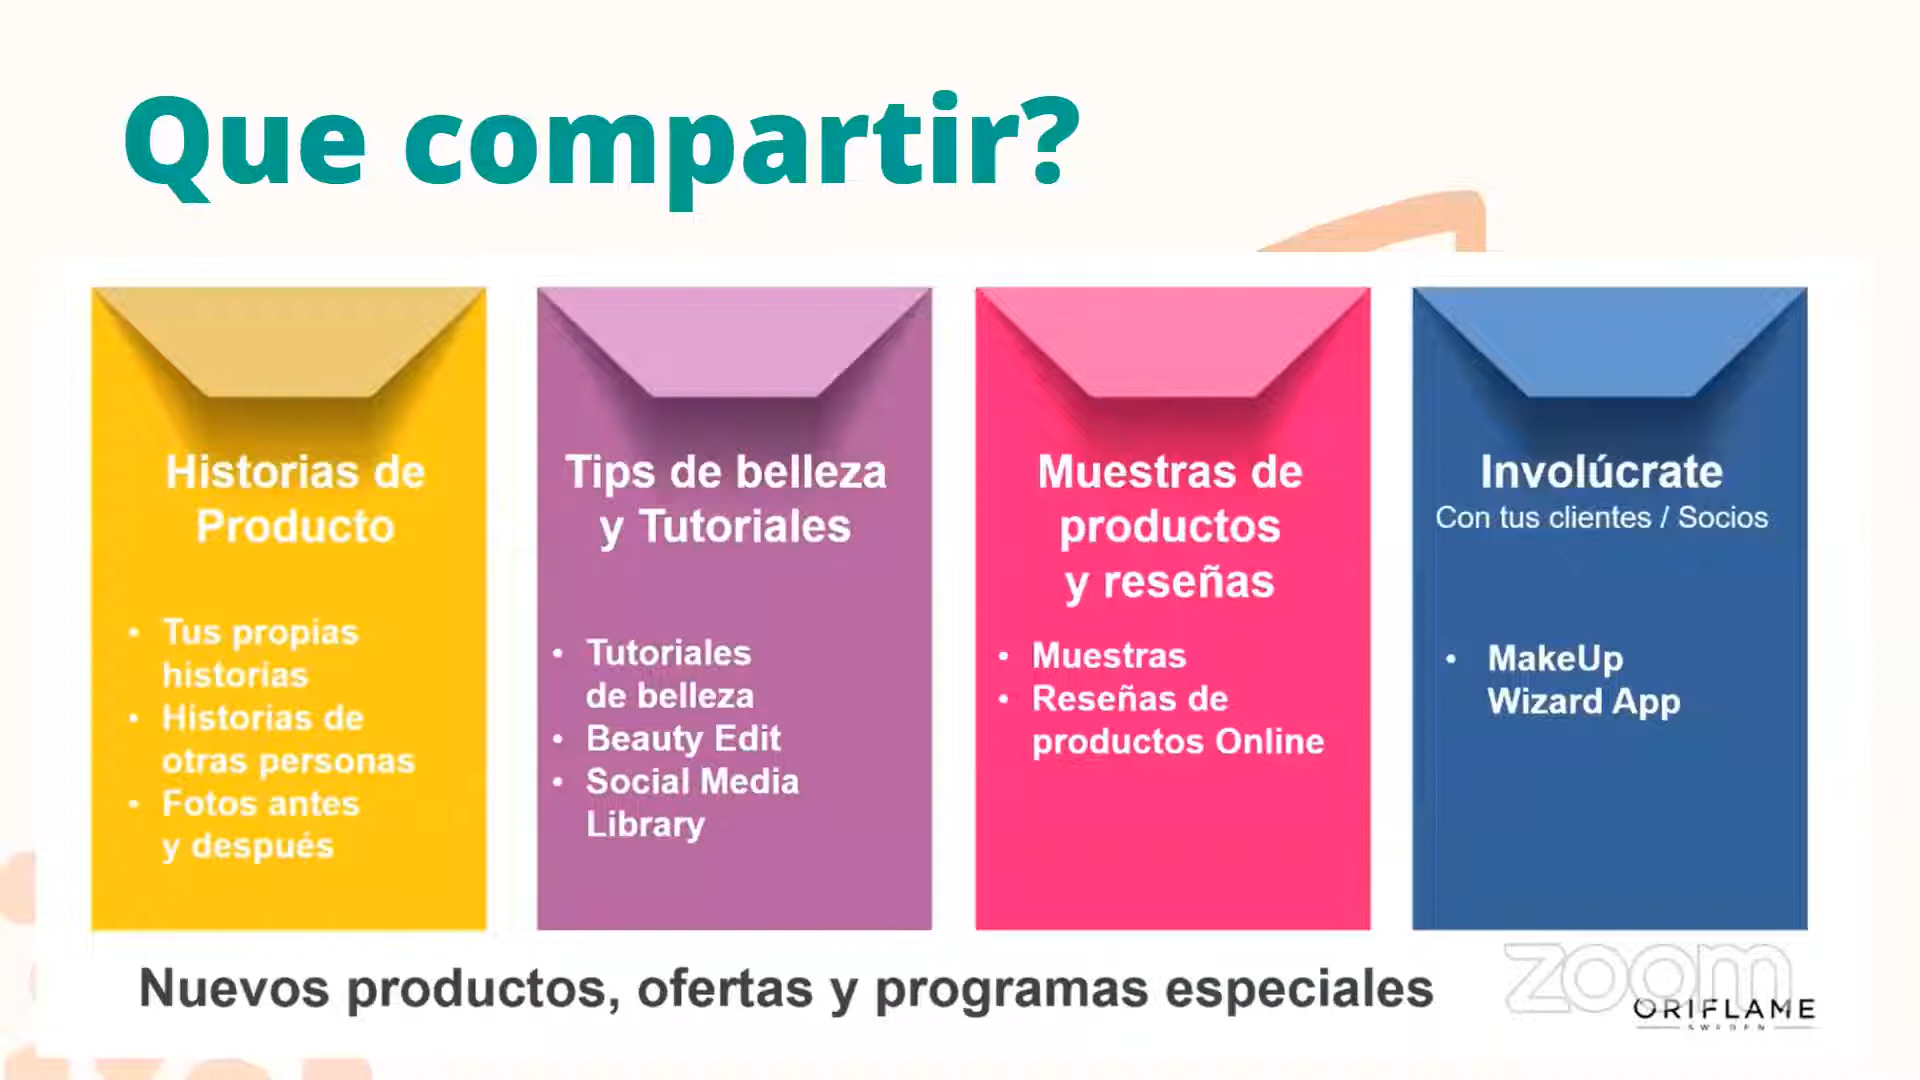 Que compartir?
Historias de
Producto
• Tus propias
historias
• Historias de
otras personas
• Fotos antes
y después
Tips de belleza
y Tutoriales
• Tutoriales
de belleza
• Beauty Edit
• Social Media
Library
Muestras de
productos
y reseñas
• Muestras
• Reseñas de
productos Online
Involúcrate
Con tus clientes / Socios
• MakeUp
Wizard App
Nuevos productos, ofertas y programas especiales
zoom
ORIFLAME
SWEDEN